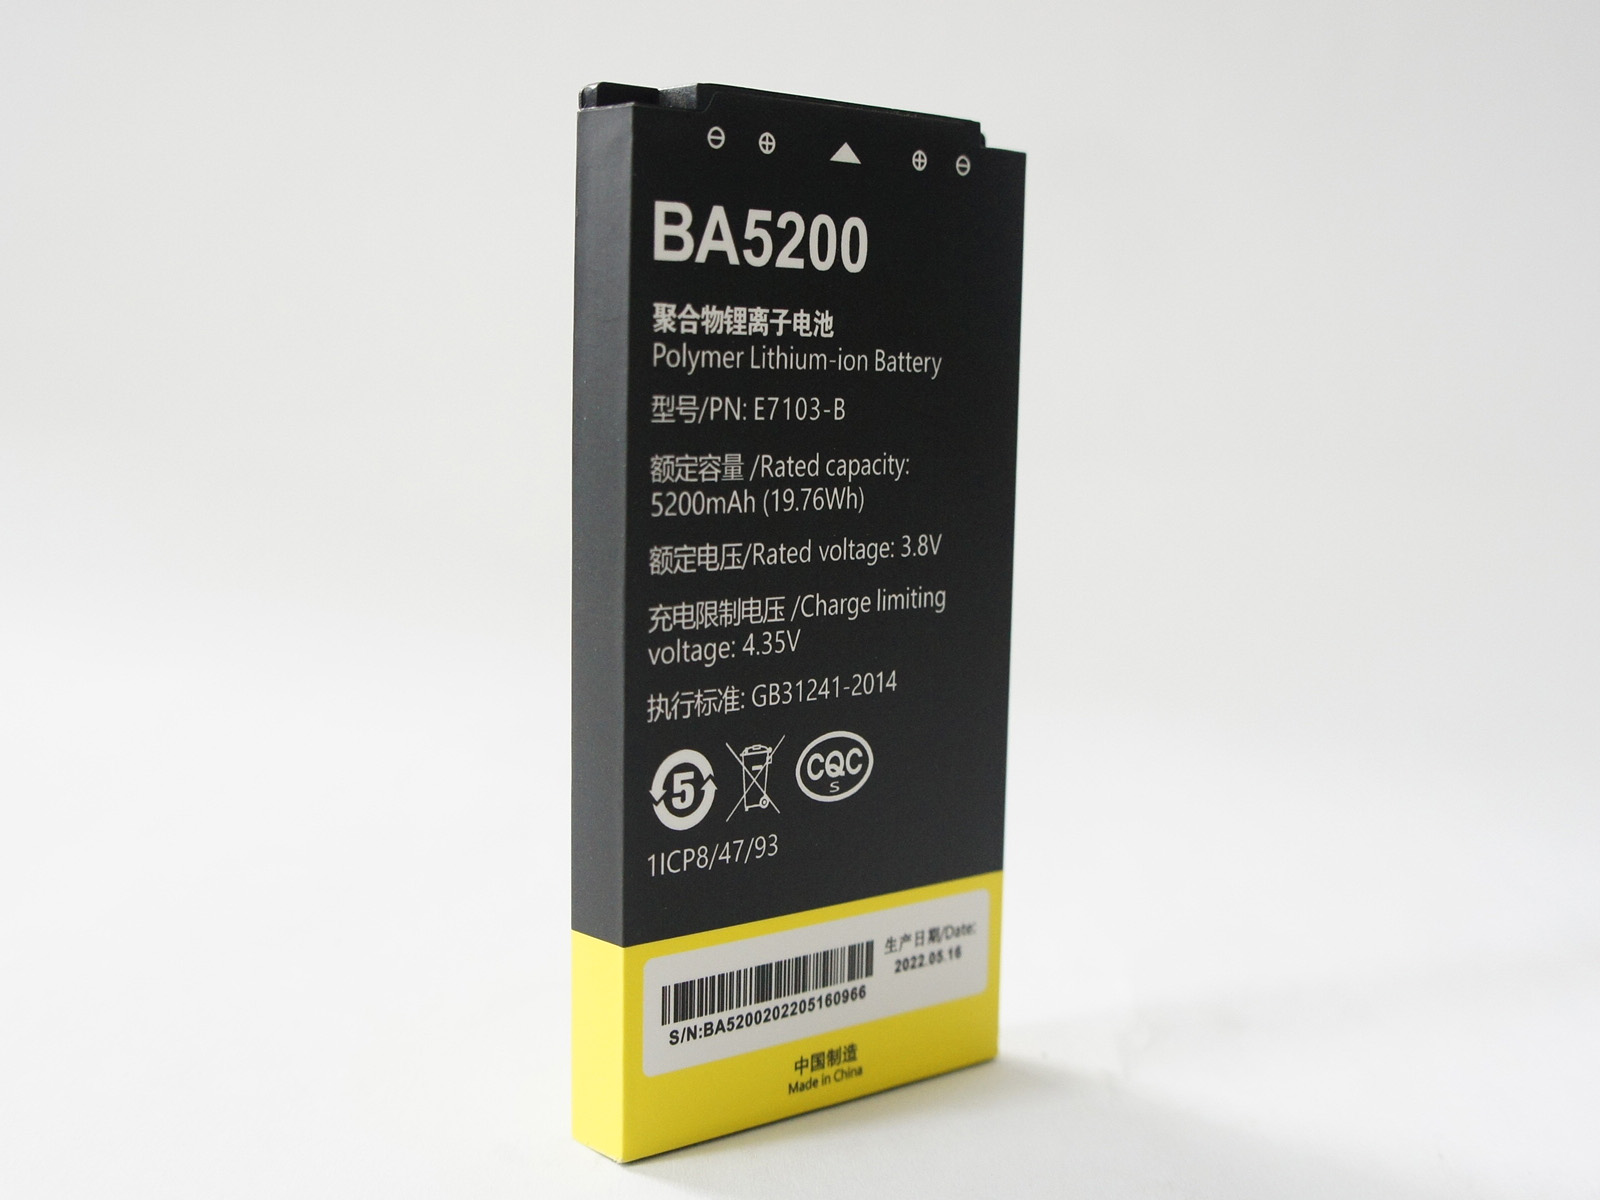 BA5200
聚合物锂离子电池
Polymer Lithium-ion Battery
型号/PN: E7103-B
额定容量 /Rated capacity:
5200mAh (19.76Wh)
额定电压/Rated voltage: 3.8V
充电限制电压 /Charge limiting
voltage: 4.35V
执行标准: GB31241-2014
5
CQC
S
1ICP8/47/93
生产日期/Date:
2022.05.16
S/N:BA5200202205160966
中国制造
Made in China